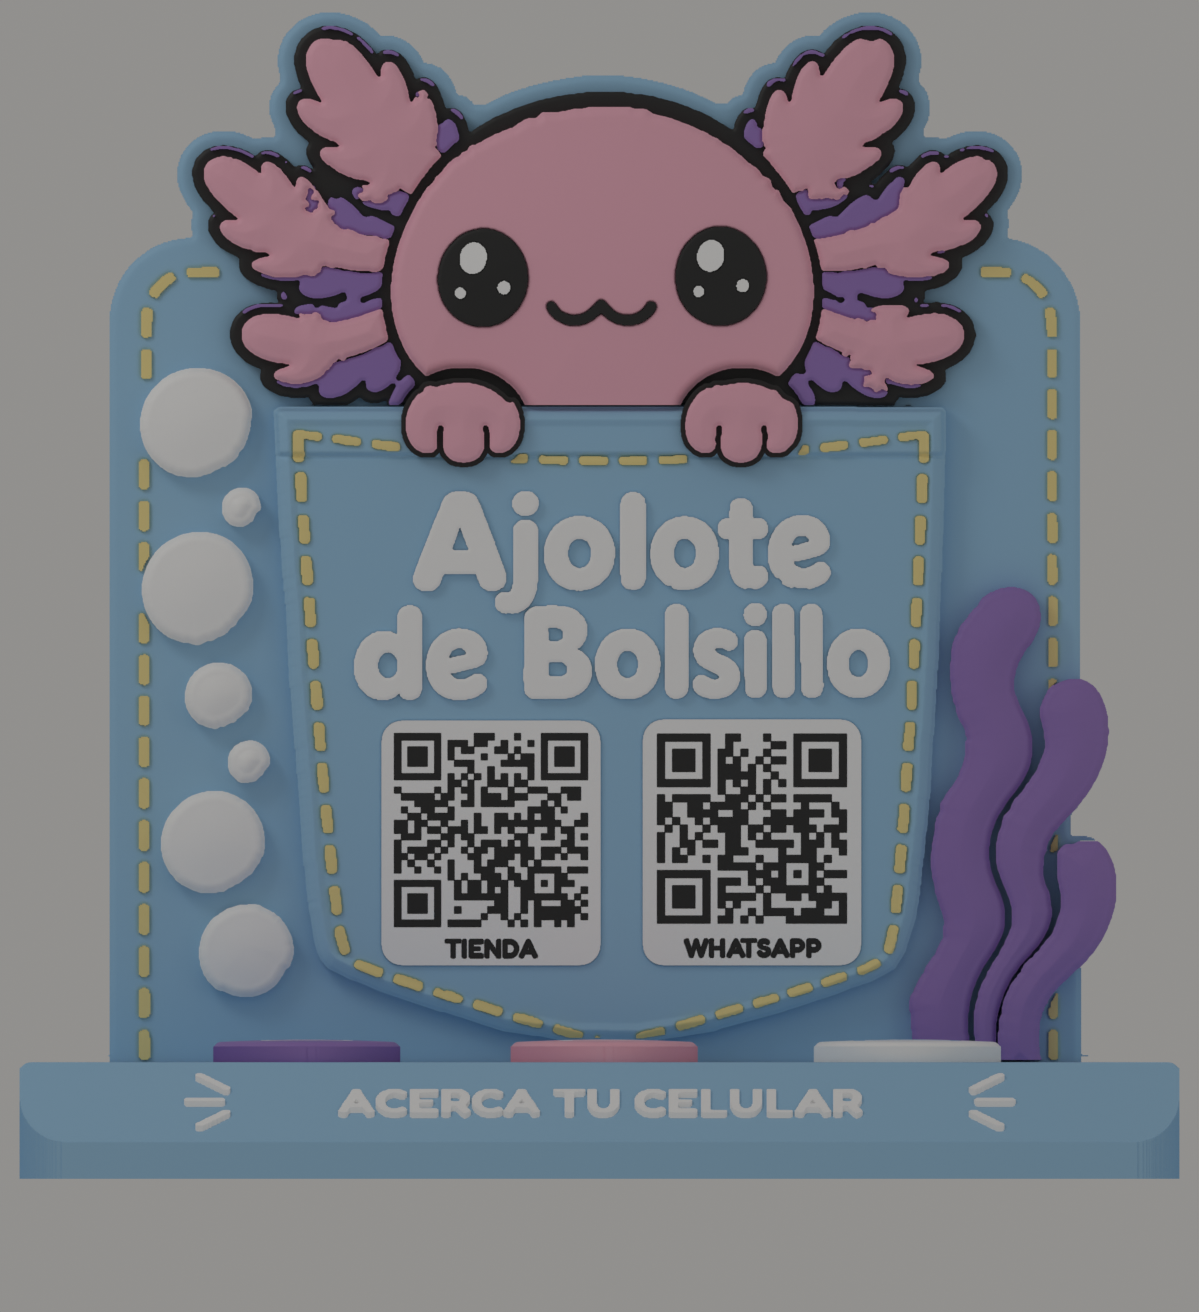 Ajolote
de Bolsillo
TIENDA
WHATSAPP
ACERCA TU CELULAR